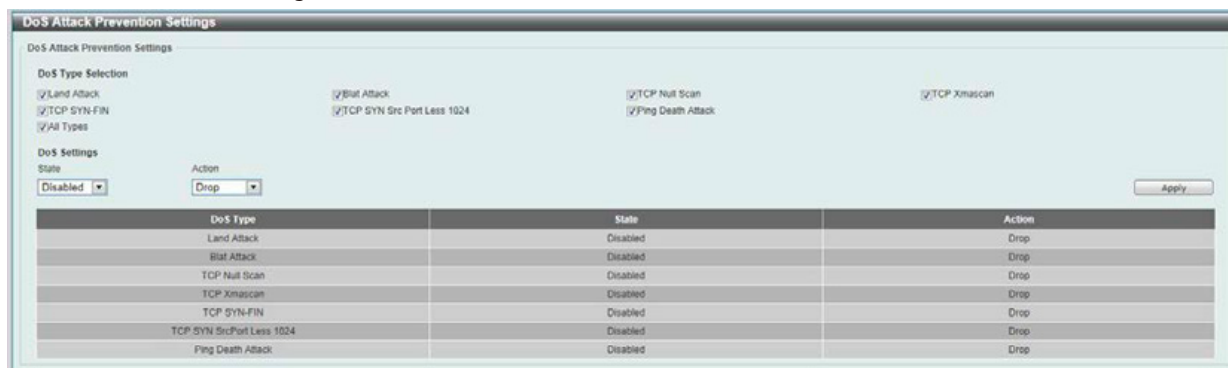 DoS Attack Prevention Settings
DoS Attack Prevention Settings
DoS Type Selection
Land Attack Blat Attack TCP Null Scan TCP Xmascan
TCP SYN-FIN TCP SYN Src Port Less 1024 Ping Death Attack
All Types
DoS Settings
State Action
Disabled Drop Apply
DoS Type State Action
Land Attack Disabled Drop
Blat Attack Disabled Drop
TCP Null Scan Disabled Drop
TCP Xmascan Disabled Drop
TCP SYN-FIN Disabled Drop
TCP SYN SrcPort Less 1024 Disabled Drop
Ping Death Attack Disabled Drop